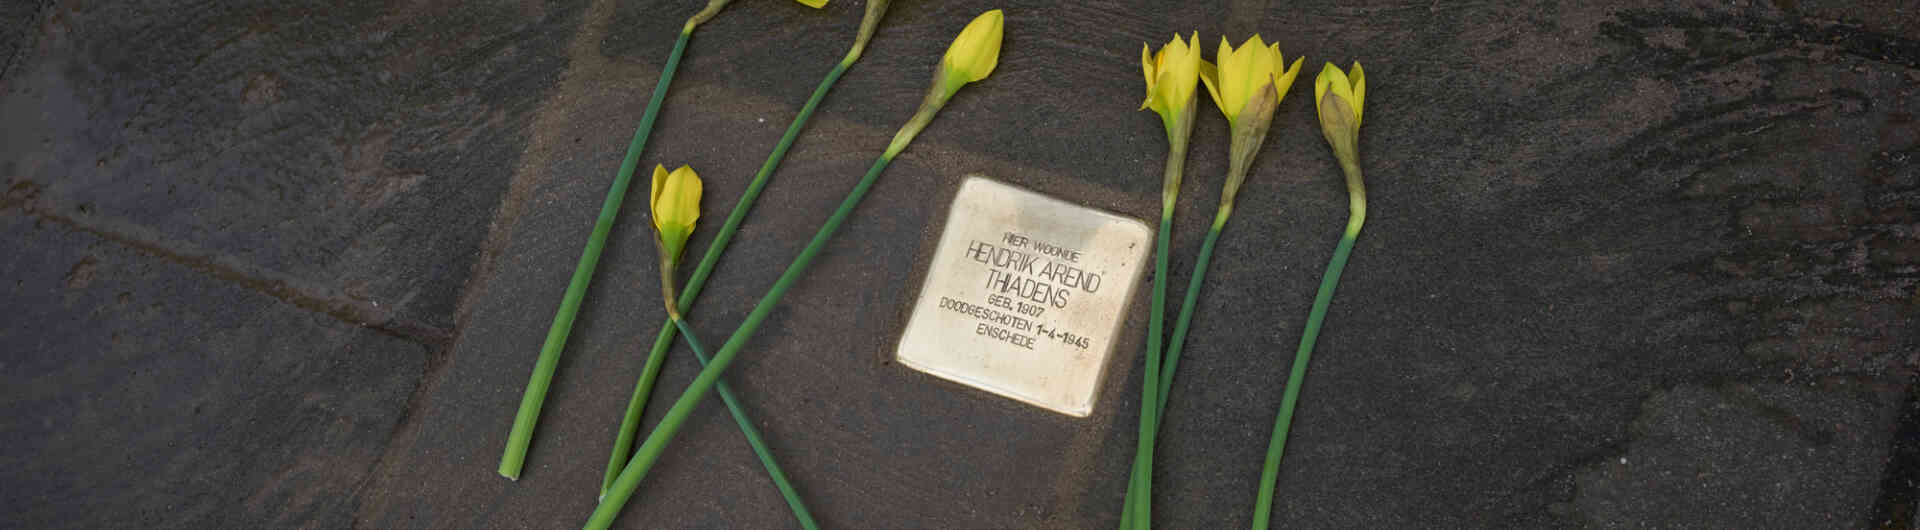 HIER WOONDE
HENDRIK AREND
THIADENS
GEB. 1907
DOODGESCHOTEN 1-4-1945
ENSCHEDE